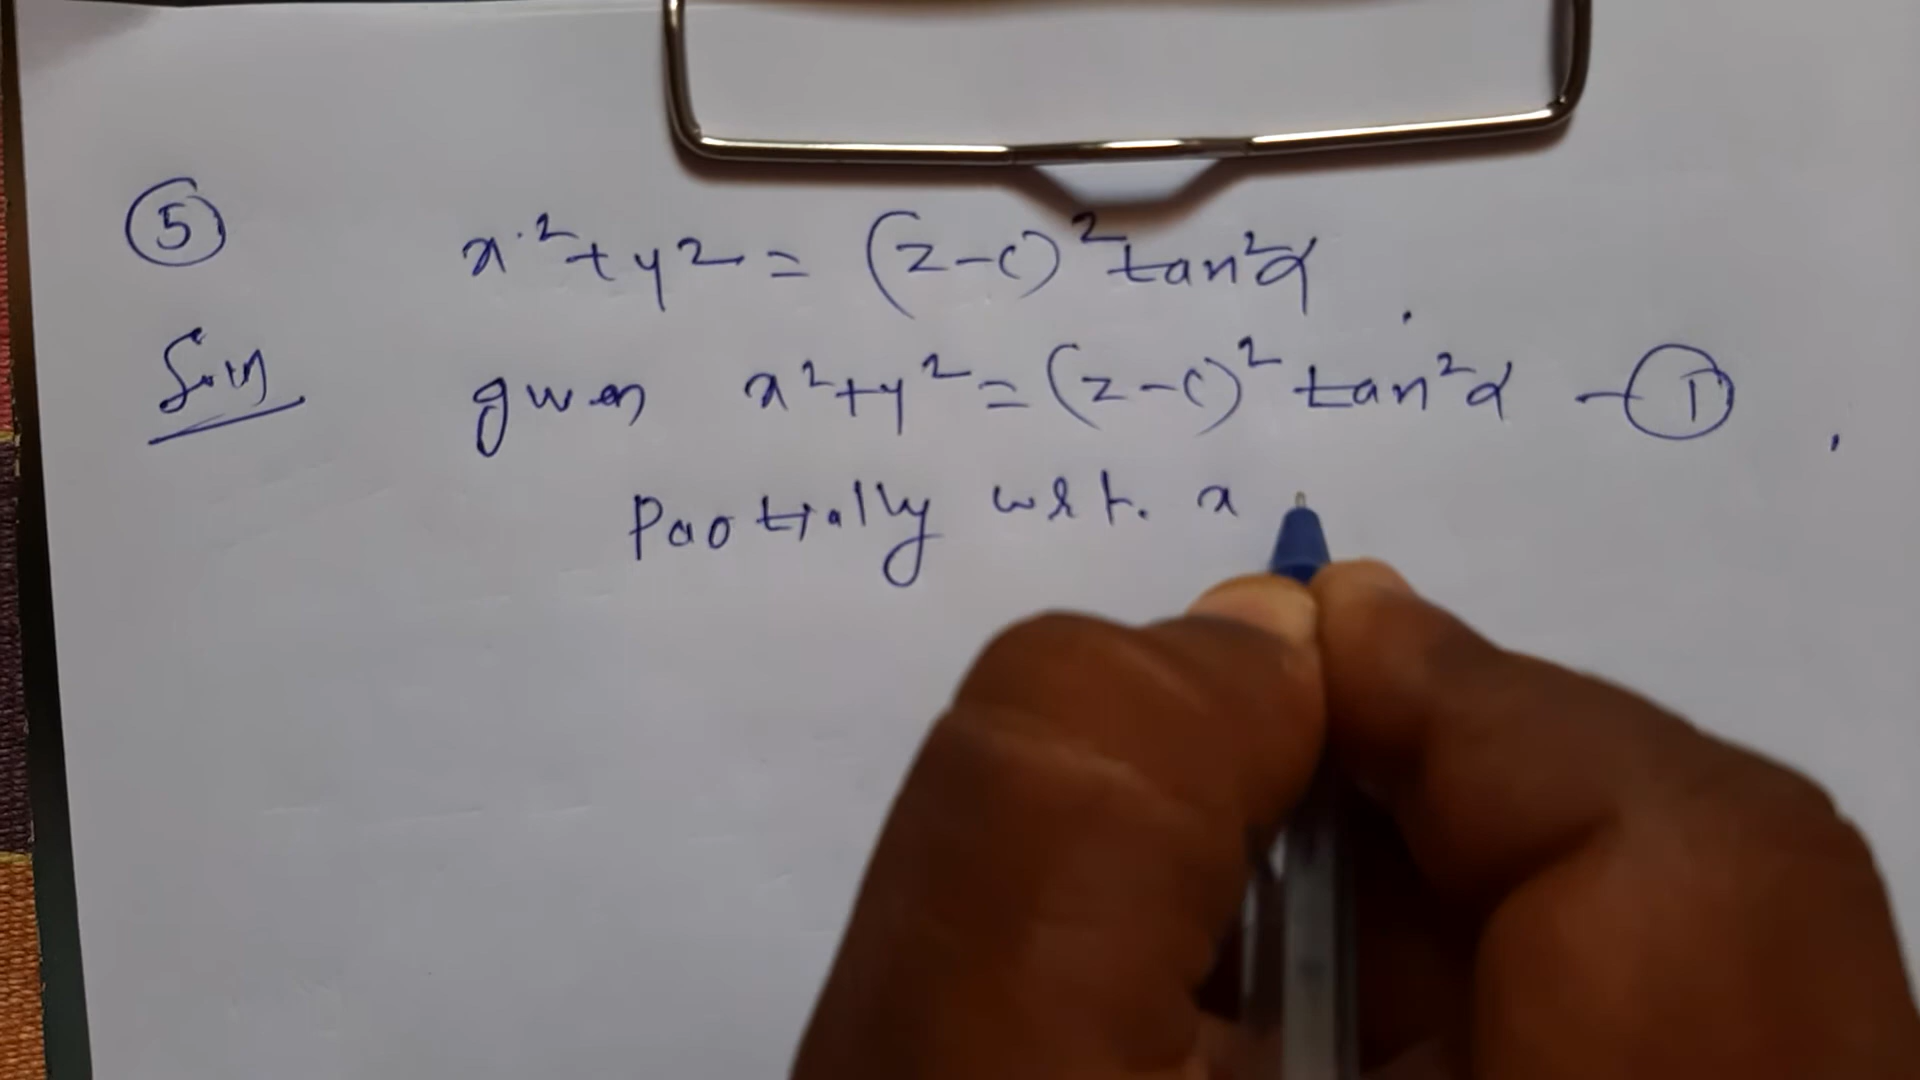 ⑤ x²+y² = (z-c)² tan²α.
Soln given x²+y² = (z-c)² tan²α - ①
Partially w.r.t. x